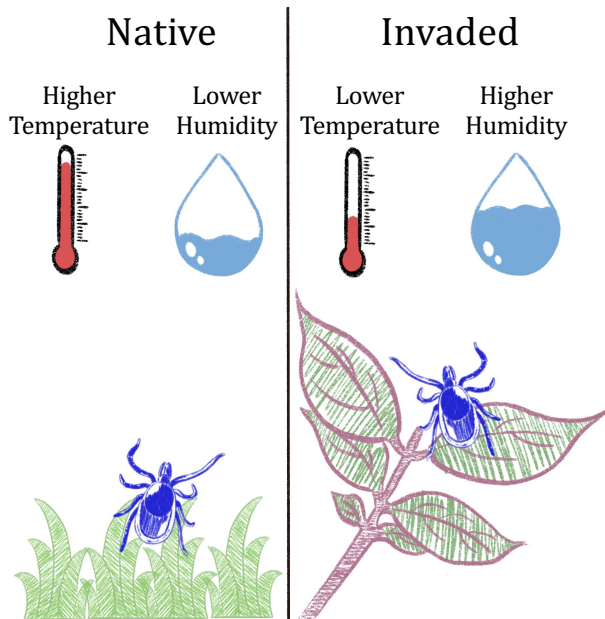 Native
Invaded
Higher
Temperature
Lower
Humidity
Lower
Temperature
Higher
Humidity